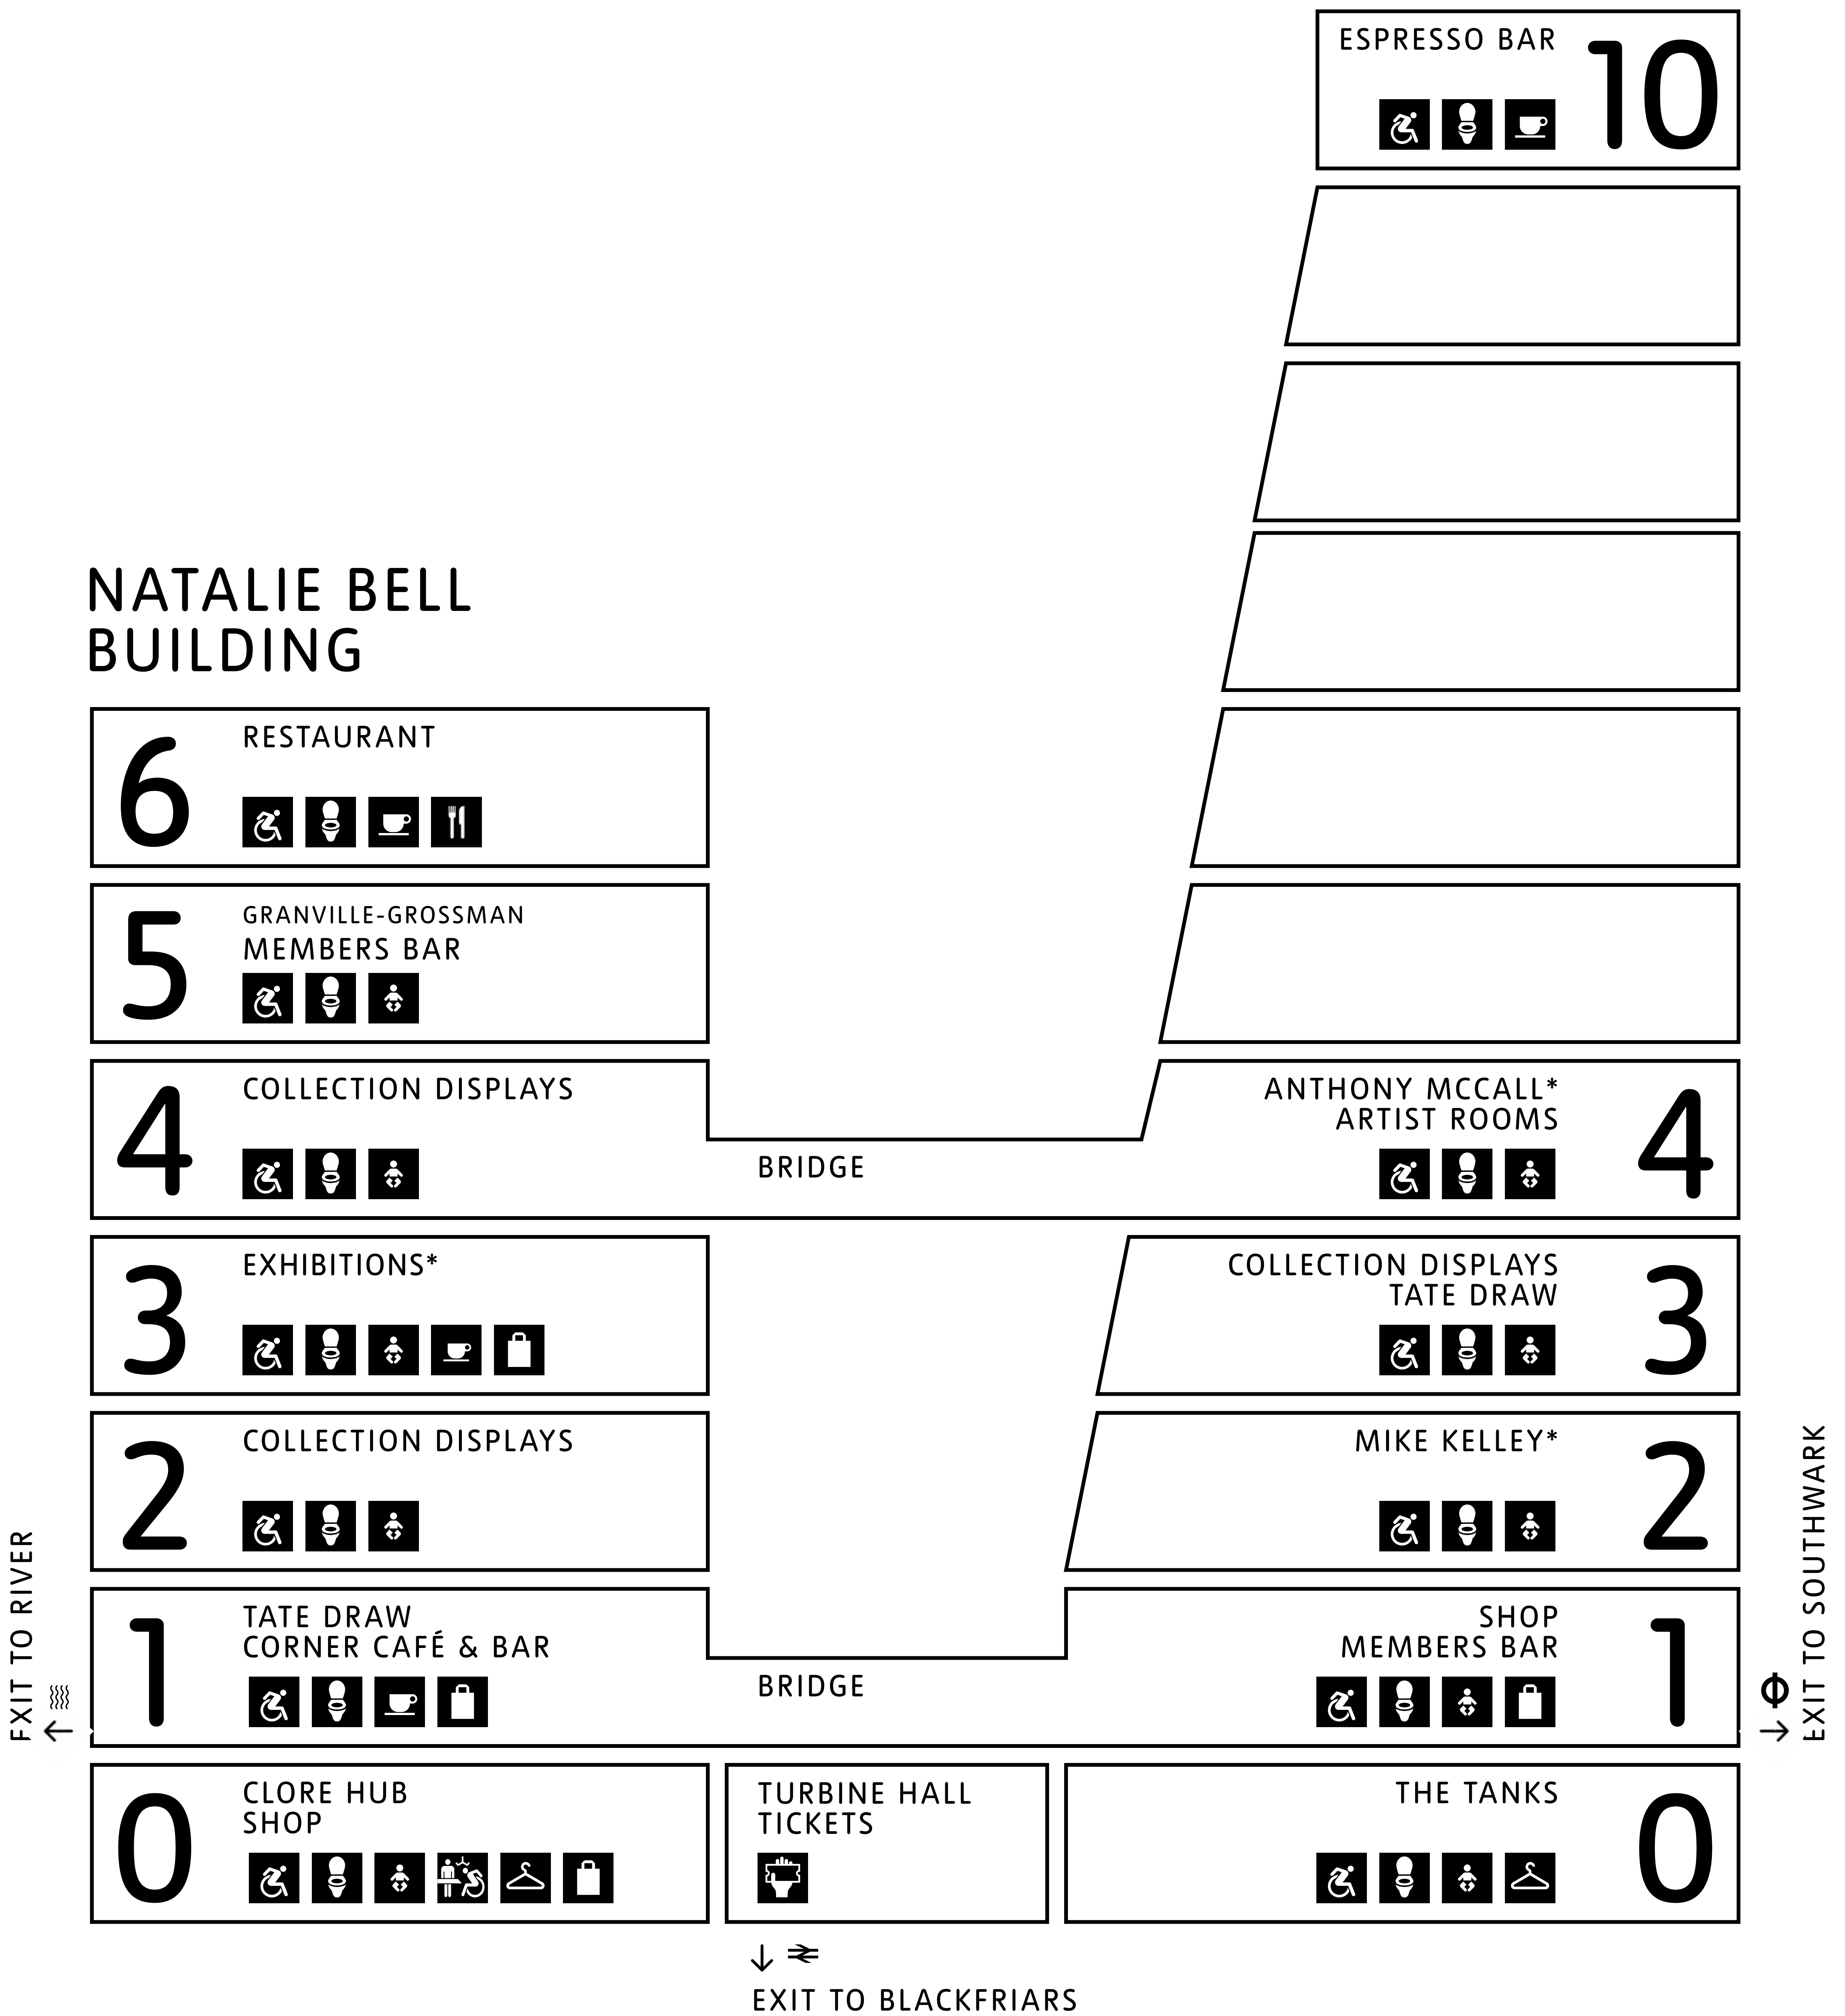 ESPRESSO BAR
10
NATALIE BELL
BUILDING
6
RESTAURANT
5
GRANVILLE-GROSSMAN
MEMBERS BAR
4
COLLECTION DISPLAYS
BRIDGE
ANTHONY MCCALL*
ARTIST ROOMS
4
3
EXHIBITIONS*
COLLECTION DISPLAYS
TATE DRAW
3
2
COLLECTION DISPLAYS
MIKE KELLEY*
2
1
TATE DRAW
CORNER CAFÉ & BAR
BRIDGE
SHOP
MEMBERS BAR
1
EXIT TO RIVER
EXIT TO SOUTHWARK
0
CLORE HUB
SHOP
TURBINE HALL
TICKETS
THE TANKS
0
EXIT TO BLACKFRIARS